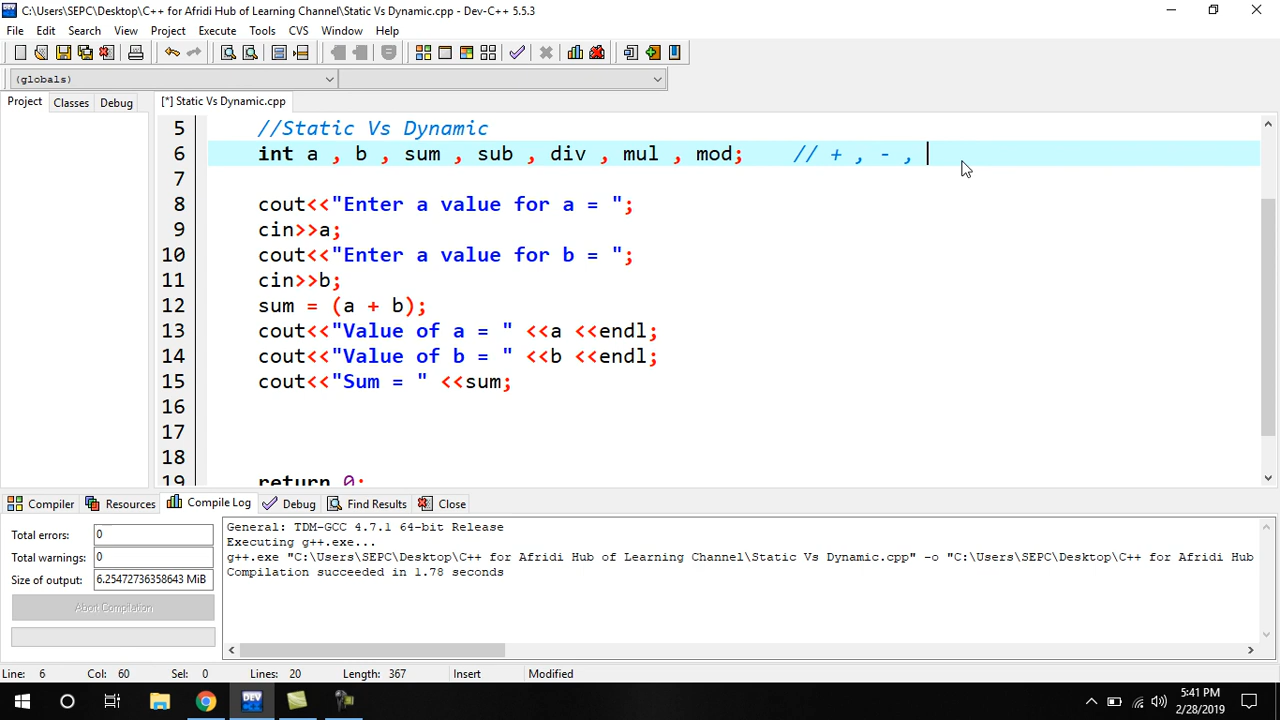 C:\Users\SEPC\Desktop\C++ for Afridi Hub of Learning Channel\Static Vs Dynamic.cpp - Dev-C++ 5.5.3
File Edit Search View Project Execute Tools CVS Window Help
(globals)
Project Classes Debug [*] Static Vs Dynamic.cpp
5 //Static Vs Dynamic
6 int a , b , sum , sub , div , mul , mod; // + , - ,
7
8 cout<<"Enter a value for a = ";
9 cin>>a;
10 cout<<"Enter a value for b = ";
11 cin>>b;
12 sum = (a + b);
13 cout<<"Value of a = " <<a <<endl;
14 cout<<"Value of b = " <<b <<endl;
15 cout<<"Sum = " <<sum;
16
17
18
19 return 0;
Compiler Resources Compile Log Debug Find Results Close
Total errors: 0
Total warnings: 0
Size of output: 6.25472736358643 MiB
Abort Compilation
General: TDM-GCC 4.7.1 64-bit Release
Executing g++.exe...
g++.exe "C:\Users\SEPC\Desktop\C++ for Afridi Hub of Learning Channel\Static Vs Dynamic.cpp" -o "C:\Users\SEPC\Desktop\C++ for Afridi Hub
Compilation succeeded in 1.78 seconds
Line: 6 Col: 60 Sel: 0 Lines: 20 Length: 367 Insert Modified
DEV
5:41 PM
2/28/2019